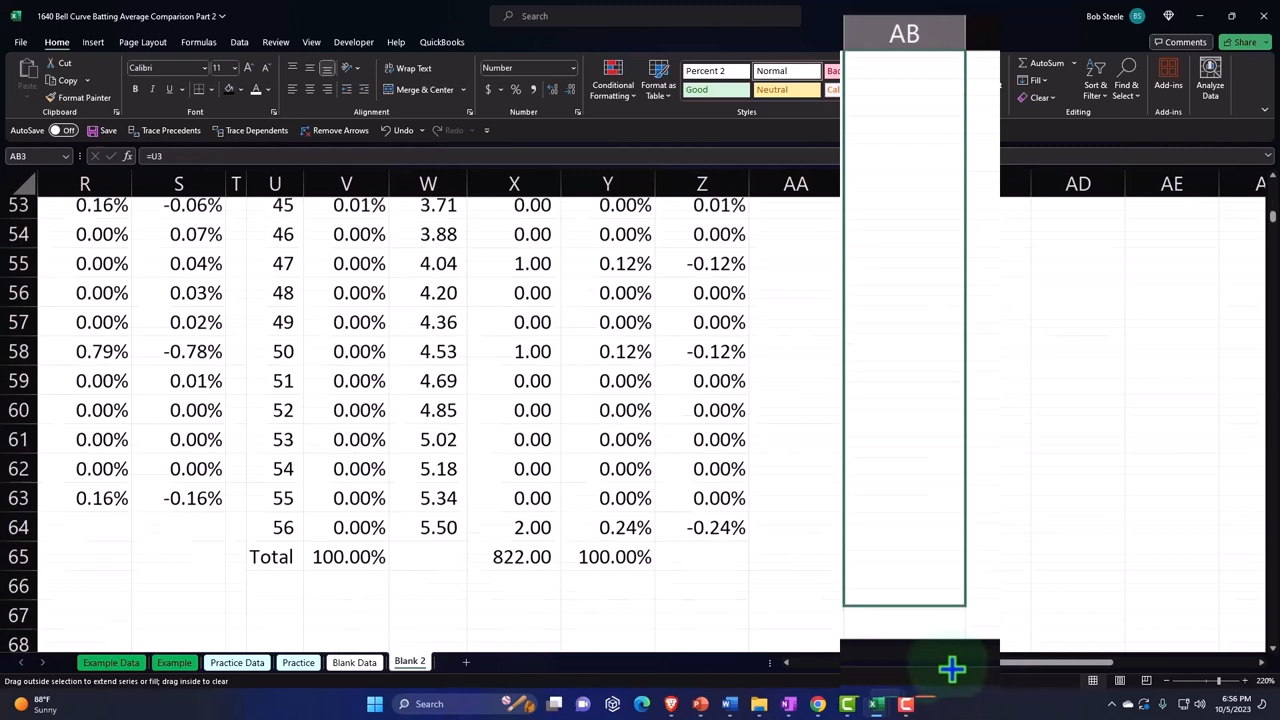 1640 Bell Curve Batting Average Comparison Part 2
Search
Bob Steele BS
AB
File Home Insert Page Layout Formulas Data Review View Developer Help QuickBooks
Comments Share
Cut
Copy
Format Painter
Clipboard
Calibri 11
Font
Wrap Text
Merge & Center
Alignment
Number
Number
Conditional Formatting
Format as Table
Percent 2 Normal
Good Neutral
Styles
Add-ins
AutoSum
Clear
Sort & Filter
Find & Select
Editing
Add-ins
Analyze Data
AutoSave Off Save Trace Precedents Trace Dependents Remove Arrows Undo Redo
AB3 fx =U3
R S T U V W X Y Z AA AD AE
53 0.16% -0.06% 45 0.01% 3.71 0.00 0.00% 0.01%
54 0.00% 0.07% 46 0.00% 3.88 0.00 0.00% 0.00%
55 0.00% 0.04% 47 0.00% 4.04 1.00 0.12% -0.12%
56 0.00% 0.03% 48 0.00% 4.20 0.00 0.00% 0.00%
57 0.00% 0.02% 49 0.00% 4.36 0.00 0.00% 0.00%
58 0.79% -0.78% 50 0.00% 4.53 1.00 0.12% -0.12%
59 0.00% 0.01% 51 0.00% 4.69 0.00 0.00% 0.00%
60 0.00% 0.00% 52 0.00% 4.85 0.00 0.00% 0.00%
61 0.00% 0.00% 53 0.00% 5.02 0.00 0.00% 0.00%
62 0.00% 0.00% 54 0.00% 5.18 0.00 0.00% 0.00%
63 0.16% -0.16% 55 0.00% 5.34 0.00 0.00% 0.00%
64 56 0.00% 5.50 2.00 0.24% -0.24%
65 Total 100.00% 822.00 100.00%
66
67
68
Example Data Example Practice Data Practice Blank Data Blank 2
Drag outside selection to extend series or fill; drag inside to clear
220%
88°F
Sunny
Search
6:56 PM
10/5/2023